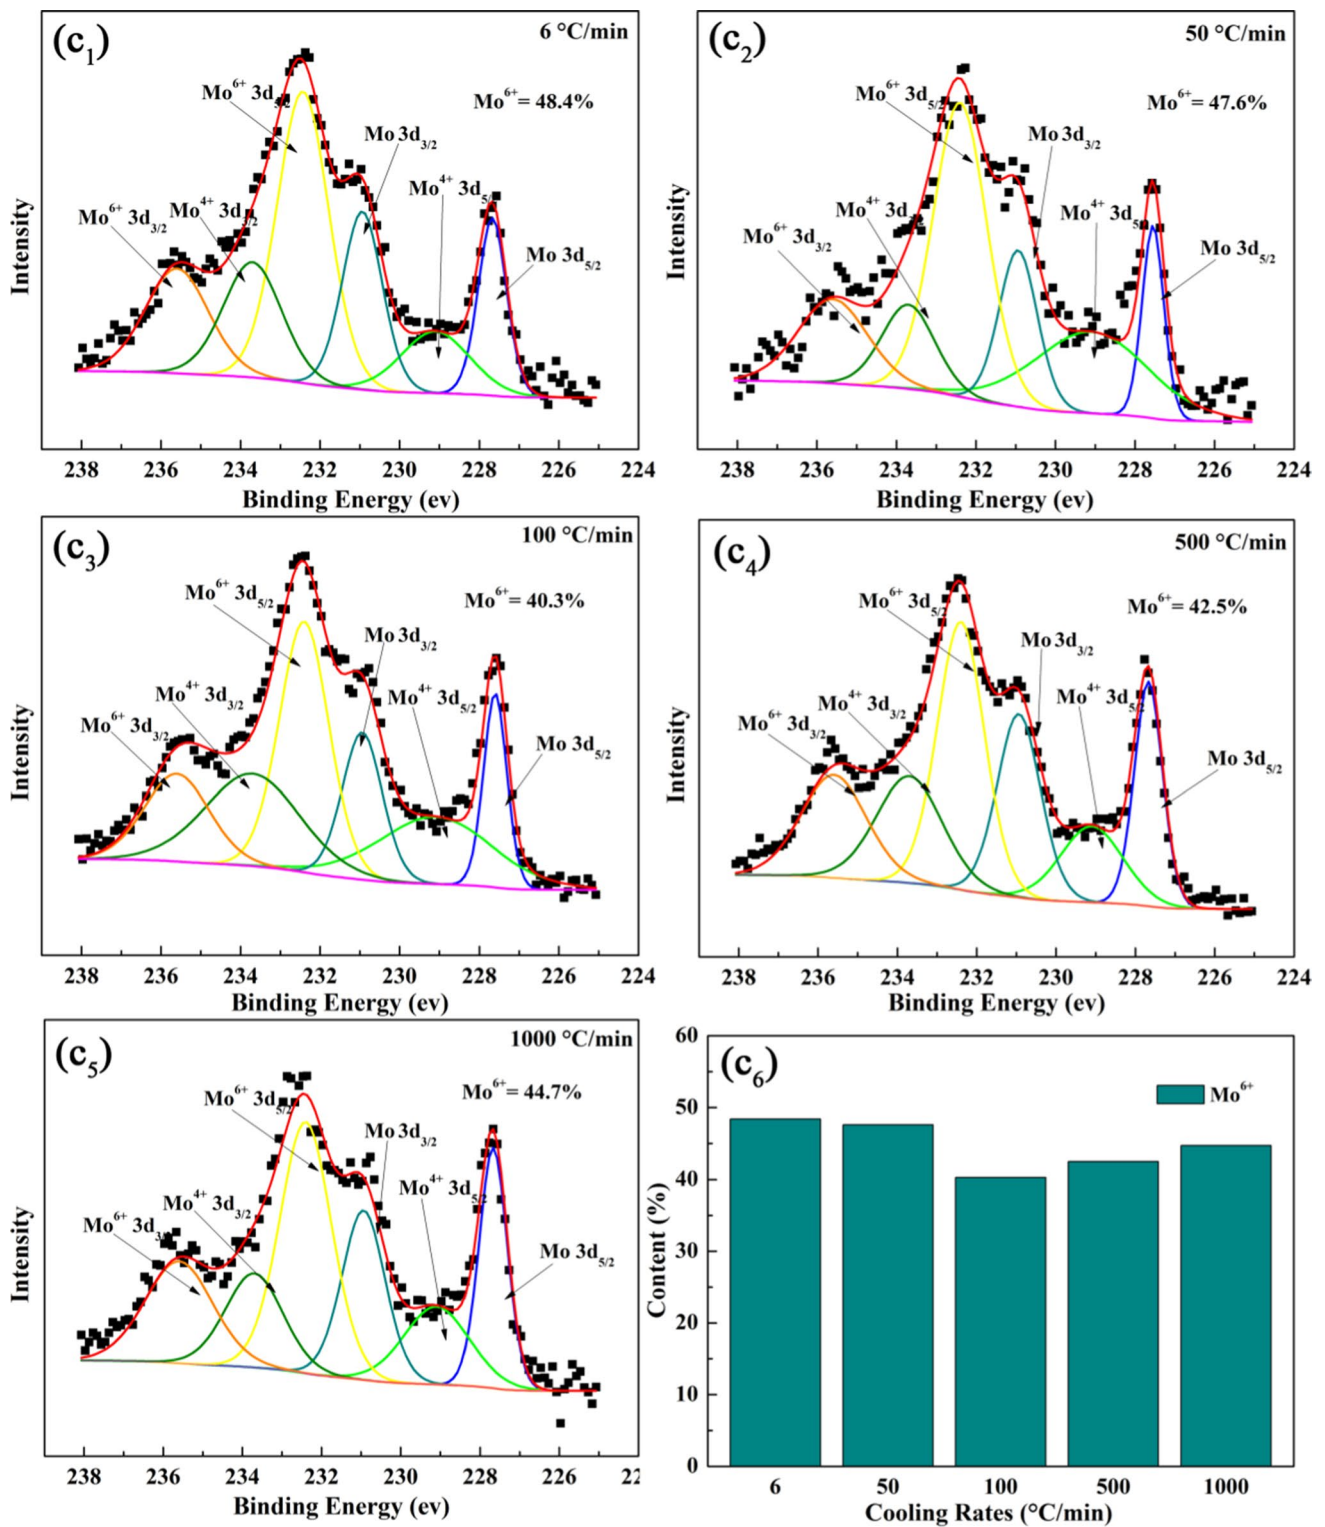 (c1) 6 °C/min
Mo6+ 3d5/2
Mo6+= 48.4%
Mo 3d3/2
Mo4+ 3d5/2
Mo4+ 3d3/2
Mo6+ 3d3/2
Mo 3d5/2
Intensity
238 236 234 232 230 228 226 224
Binding Energy (ev)
(c2) 50 °C/min
Mo6+ 3d5/2
Mo6+= 47.6%
Mo 3d3/2
Mo4+ 3d
Mo4+ 3d5/2
Mo6+ 3d3/2
Mo 3d5/2
Intensity
238 236 234 232 230 228 226 224
Binding Energy (ev)
(c3) 100 °C/min
Mo6+ 3d5/2
Mo6+= 40.3%
Mo 3d3/2
Mo4+ 3d3/2
Mo4+ 3d5/2
Mo6+ 3d3/2
Mo 3d5/2
Intensity
238 236 234 232 230 228 226 224
Binding Energy (ev)
(c4) 500 °C/min
Mo6+ 3d5/2
Mo6+= 42.5%
Mo 3d3/2
Mo4+ 3d3/2
Mo4+ 3d5/2
Mo6+ 3d3/2
Mo 3d5/2
Intensity
238 236 234 232 230 228 226 224
Binding Energy (ev)
(c5) 1000 °C/min
Mo6+ 3d5/2
Mo6+= 44.7%
Mo 3d3/2
Mo4+ 3d5/2
Mo4+ 3d3/2
Mo6+ 3d3/2
Mo 3d5/2
Intensity
238 236 234 232 230 228 226 22
Binding Energy (ev)
(c6)
Mo6+
60
50
40
30
20
10
0
Content (%)
6 50 100 500 1000
Cooling Rates (°C/min)